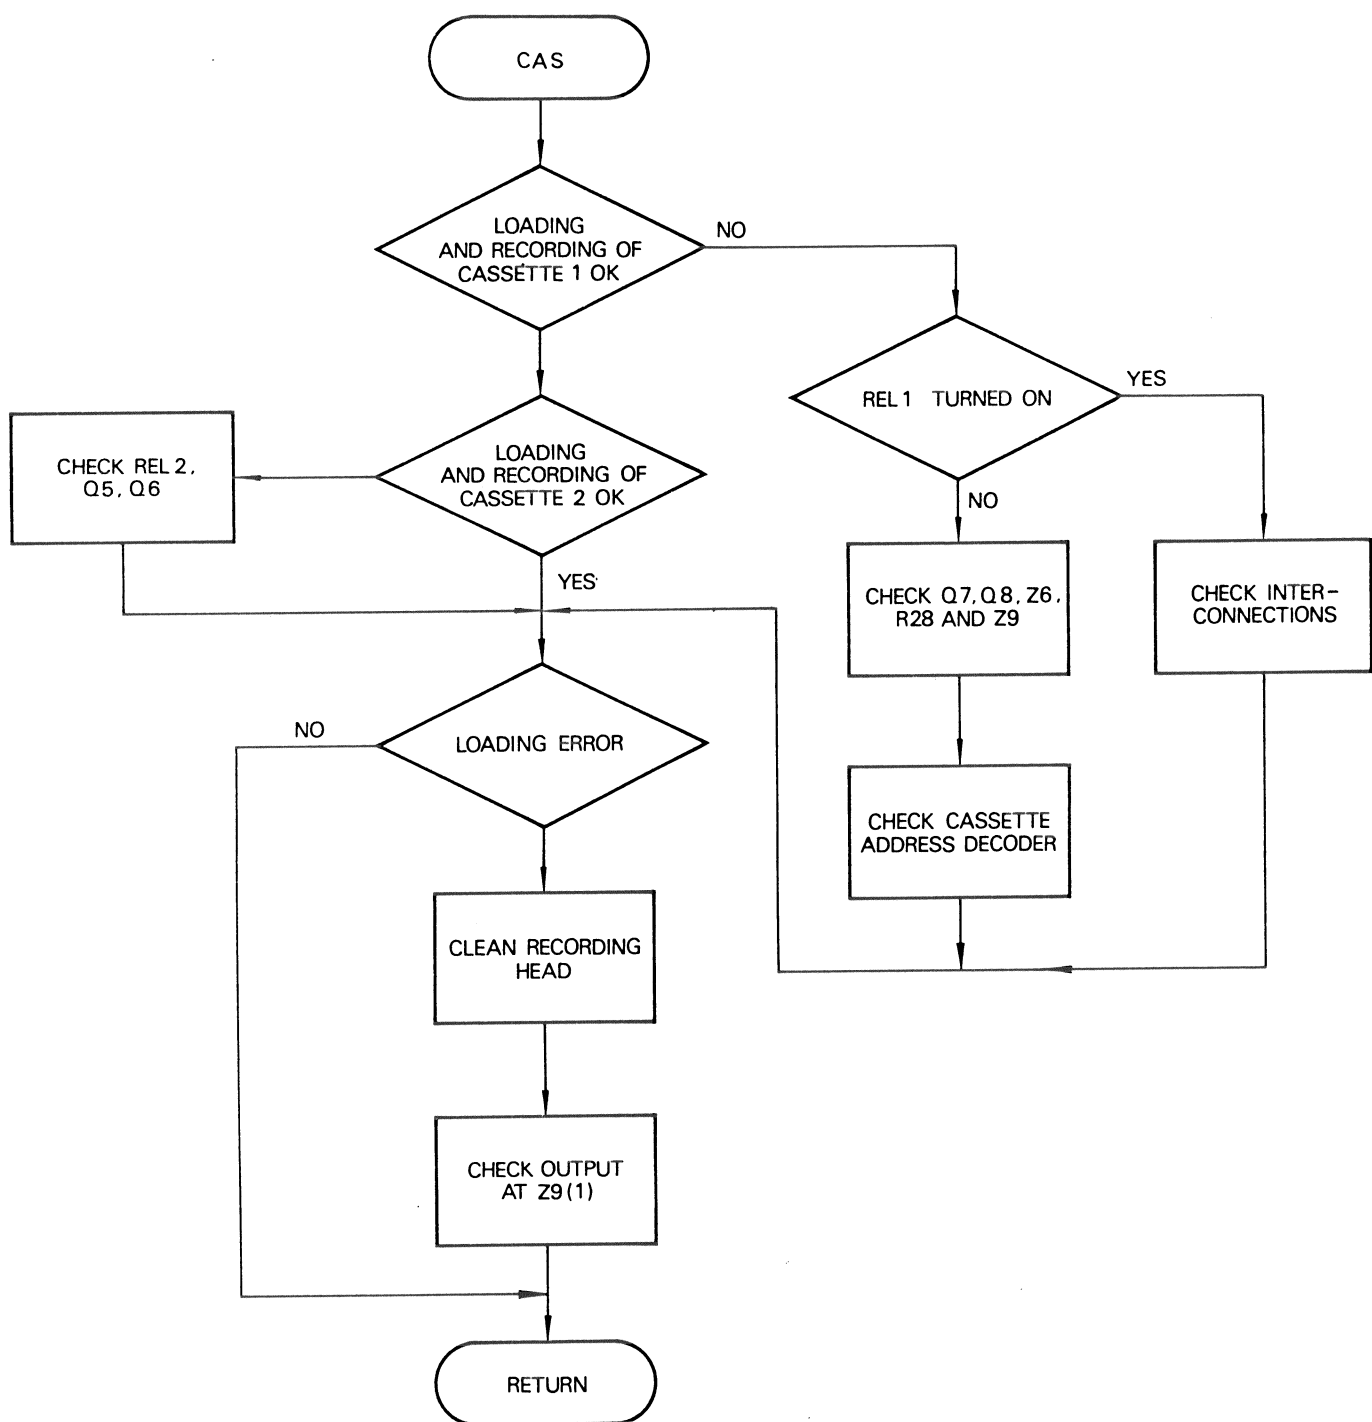 CAS
LOADING
AND RECORDING OF
CASSETTE 1 OK
NO
REL 1 TURNED ON
YES
LOADING
AND RECORDING OF
CASSETTE 2 OK
CHECK REL 2,
Q5, Q6
YES
NO
CHECK Q7, Q8, Z6,
R28 AND Z9
CHECK INTER-
CONNECTIONS
LOADING ERROR
NO
CHECK CASSETTE
ADDRESS DECODER
CLEAN RECORDING
HEAD
CHECK OUTPUT
AT Z9(1)
RETURN